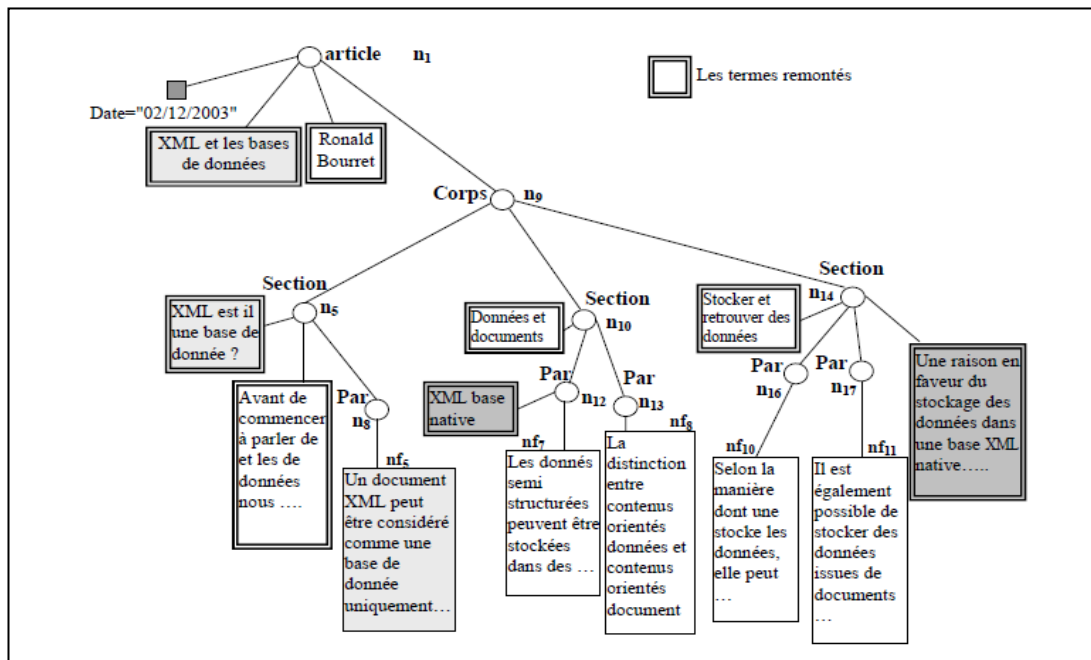 article n1
Les termes remontés
Date="02/12/2003"
XML et les bases
de données
Ronald
Bourret
Corps n9
Section
n5
XML est il
une base de
donnée ?
Avant de
commencer
à parler de
et les de
données
nous ….
Par
n8
nf5
Un document
XML peut
être considéré
comme une
base de
donnée
uniquement…
Section
n10
Données et
documents
Par
n12
XML base
native
nf7
Les donnés
semi
structurées
peuvent être
stockées
dans des …
Par
n13
nf8
La
distinction
entre
contenus
orientés
données et
contenus
orientés
document
Section
n14
Stocker et
retrouver des
données
Par
n16
nf10
Selon la
manière
dont une
stocke les
données,
elle peut
…
Par
n17
nf11
Il est
également
possible de
stocker des
données
issues de
documents
…
Une raison en
faveur du
stockage des
données dans
une base XML
native…..